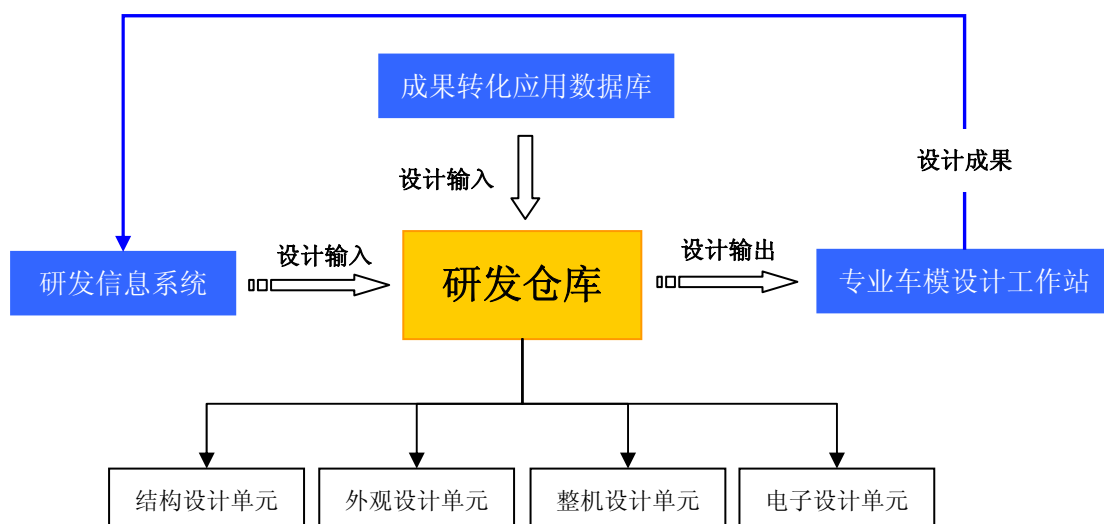 成果转化应用数据库
设计成果
设计输入
设计输入
设计输出
研发信息系统
研发仓库
专业车模设计工作站
结构设计单元
外观设计单元
整机设计单元
电子设计单元